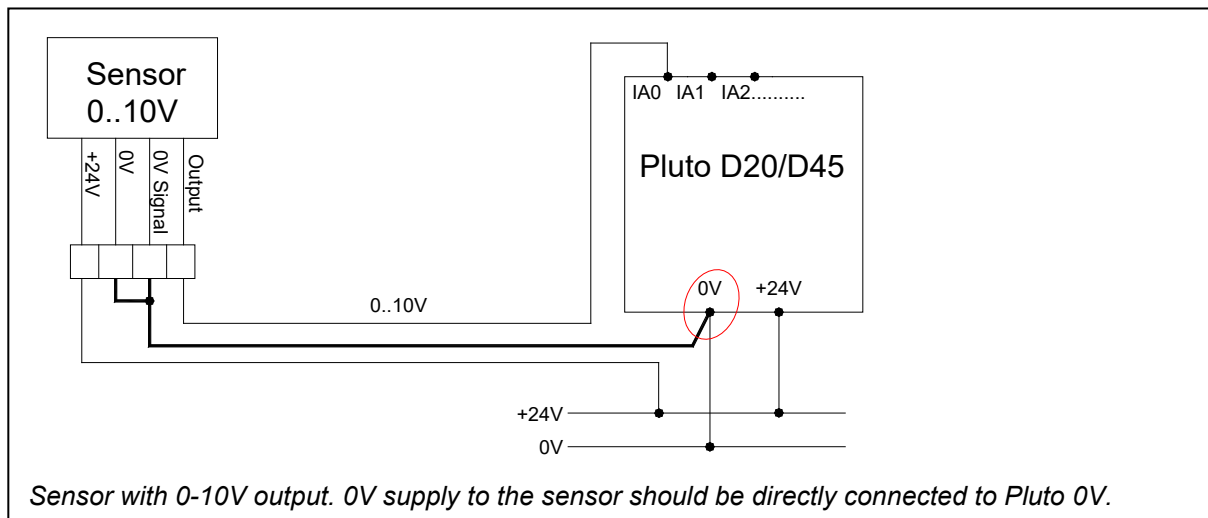 Sensor
0..10V
+24V
0V
0V Signal
Output
IA0 IA1 IA2..........
Pluto D20/D45
0V +24V
0..10V
+24V
0V
Sensor with 0-10V output. 0V supply to the sensor should be directly connected to Pluto 0V.